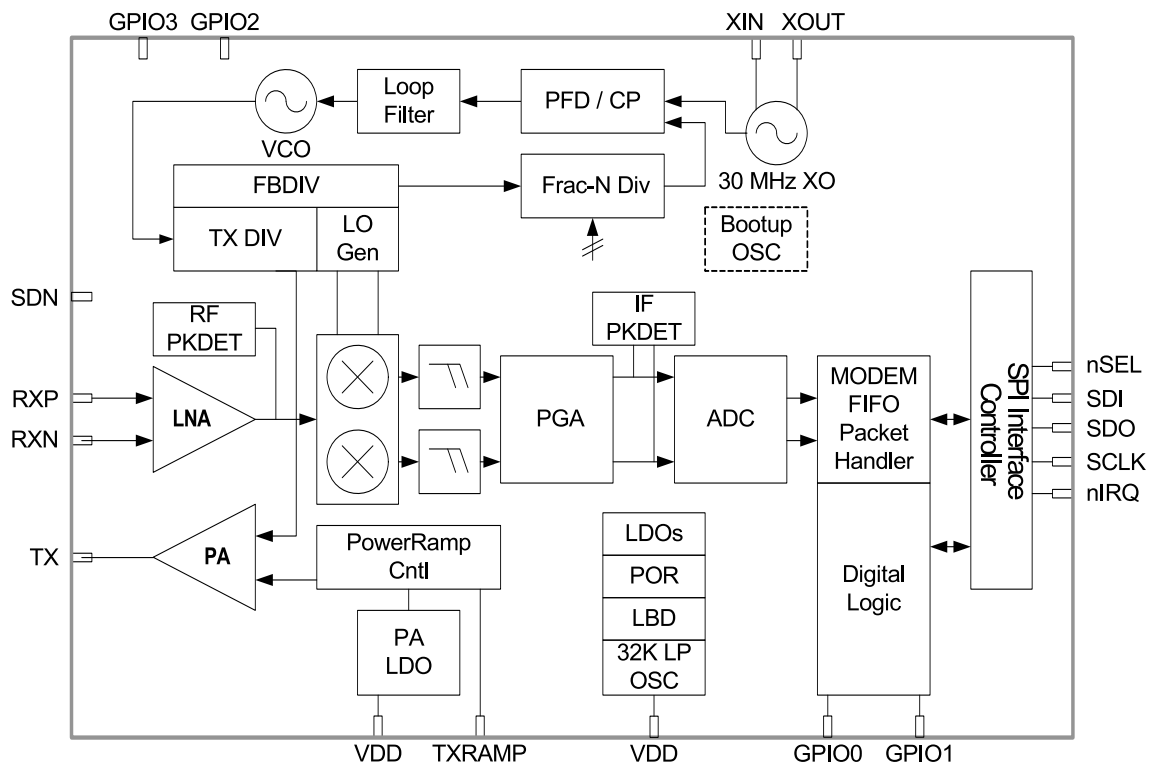 GPIO3 GPIO2 XIN XOUT
Loop
Filter
PFD / CP
VCO
30 MHz XO
FBDIV
Frac-N Div
TX DIV
LO
Gen
Bootup
OSC
SDN
RF
PKDET
IF
PKDET
RXP
RXN
LNA
PGA
ADC
MODEM
FIFO
Packet
Handler
SPI Interface
Controller
nSEL
SDI
SDO
SCLK
nIRQ
TX
PA
PowerRamp
Cntl
PA
LDO
LDOs
POR
LBD
32K LP
OSC
Digital
Logic
VDD TXRAMP VDD GPIO0 GPIO1